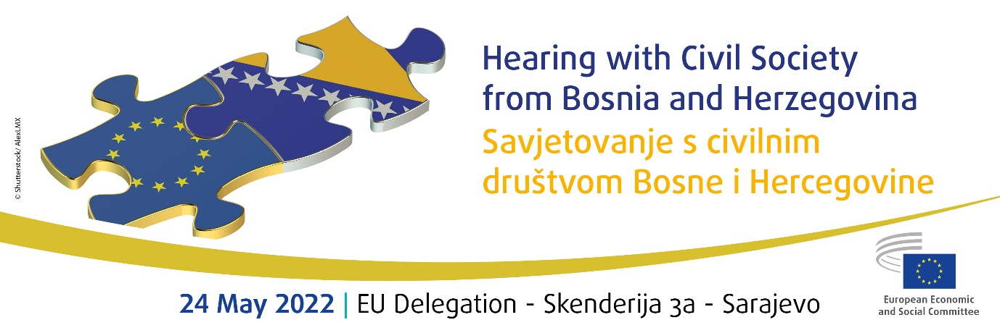 © Shutterstock/ AlexLMX
Hearing with Civil Society
from Bosnia and Herzegovina
Savjetovanje s civilnim
društvom Bosne i Hercegovine
24 May 2022 | EU Delegation - Skenderija 3a - Sarajevo
European Economic
and Social Committee